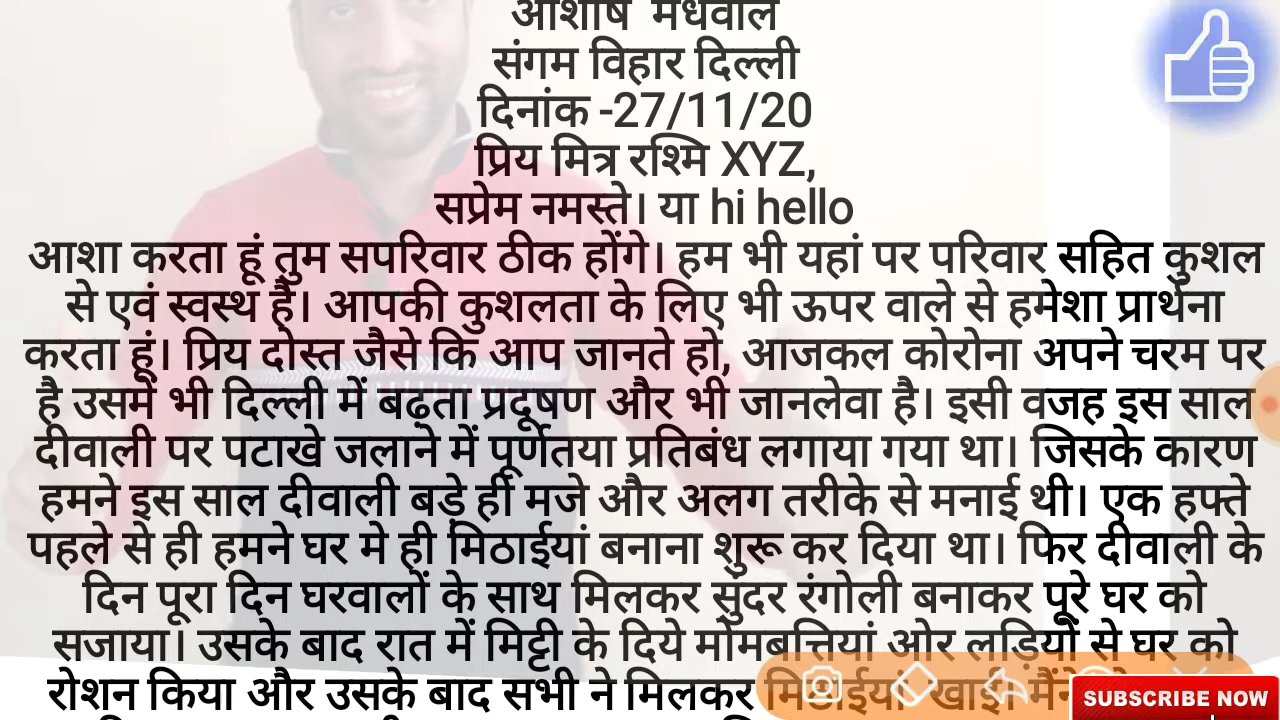 आशीष मैधवाल
संगम विहार दिल्ली
दिनांक -27/11/20
प्रिय मित्र रश्मि XYZ,
सप्रेम नमस्ते। या hi hello
आशा करता हूं तुम सपरिवार ठीक होंगे। हम भी यहां पर परिवार सहित कुशल
से एवं स्वस्थ है। आपकी कुशलता के लिए भी ऊपर वाले से हमेशा प्रार्थना
करता हूं। प्रिय दोस्त जैसे कि आप जानते हो, आजकल कोरोना अपने चरम पर
है उसमें भी दिल्ली में बढ़ता प्रदूषण और भी जानलेवा है। इसी वजह इस साल
दीवाली पर पटाखे जलाने में पूर्णतया प्रतिबंध लगाया गया था। जिसके कारण
हमने इस साल दीवाली बड़े ही मजे और अलग तरीके से मनाई थी। एक हफ्ते
पहले से ही हमने घर मे ही मिठाईयां बनाना शुरू कर दिया था। फिर दीवाली के
दिन पूरा दिन घरवालों के साथ मिलकर सुंदर रंगोली बनाकर पूरे घर को
सजाया। उसके बाद रात में मिट्टी के दिये मोमबत्तियां ओर लड़ियों से घर को
रोशन किया और उसके बाद सभी ने मिलकर मिठाईयां खाई। मैंने
SUBSCRIBE NOW